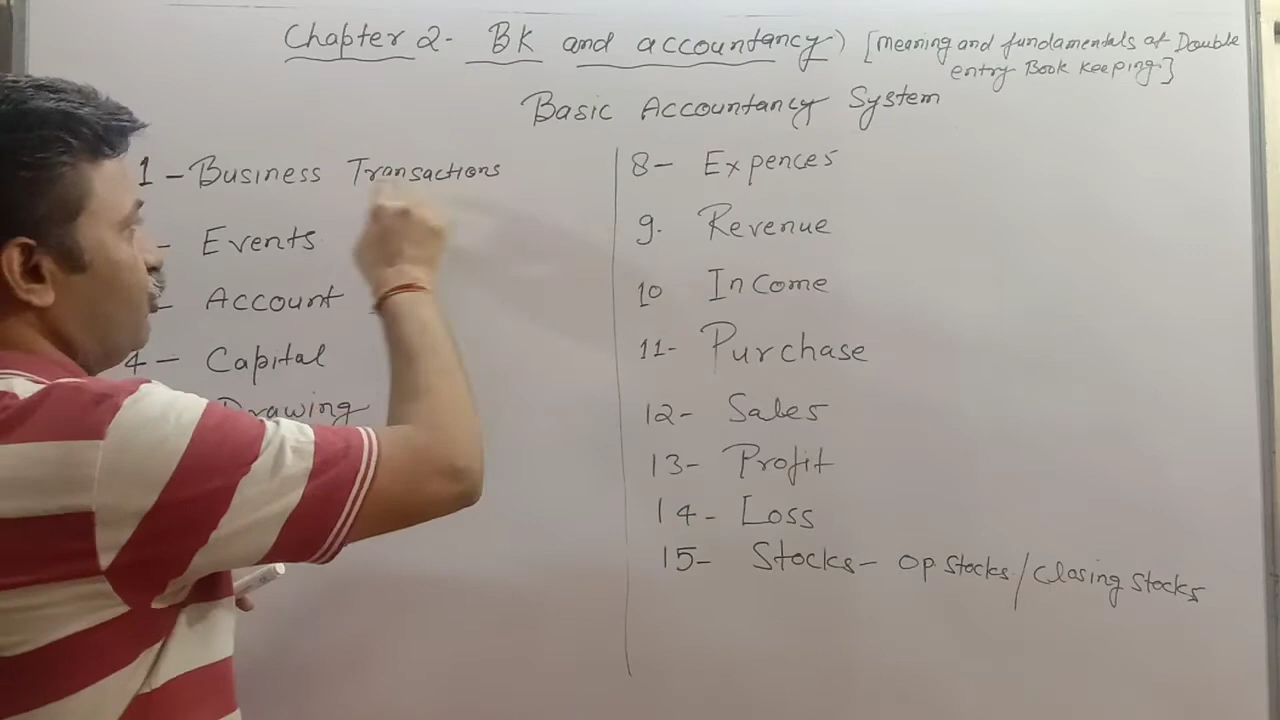 Chapter 2- BK and accountancy) [Meaning and fundamentals of Double
entry Book Keeping]
Basic Accountancy System
1 - Business Transactions
- Events
- Account
4 - Capital
Drawing
8- Expences
9. Revenue
10 Income
11- Purchase
12- Sales
13- Profit
14- Loss
15- Stocks- op stocks/closing stocks